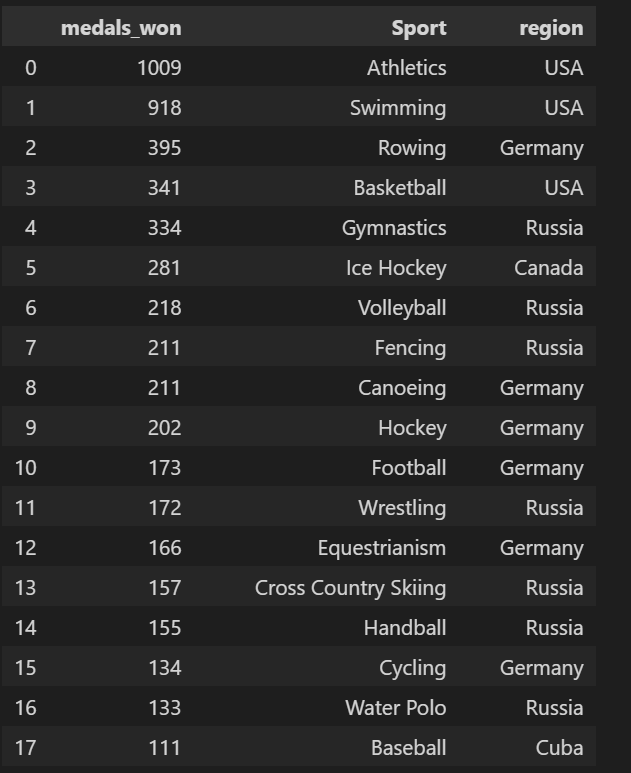 medals_won Sport region
0 1009 Athletics USA
1 918 Swimming USA
2 395 Rowing Germany
3 341 Basketball USA
4 334 Gymnastics Russia
5 281 Ice Hockey Canada
6 218 Volleyball Russia
7 211 Fencing Russia
8 211 Canoeing Germany
9 202 Hockey Germany
10 173 Football Germany
11 172 Wrestling Russia
12 166 Equestrianism Germany
13 157 Cross Country Skiing Russia
14 155 Handball Russia
15 134 Cycling Germany
16 133 Water Polo Russia
17 111 Baseball Cuba